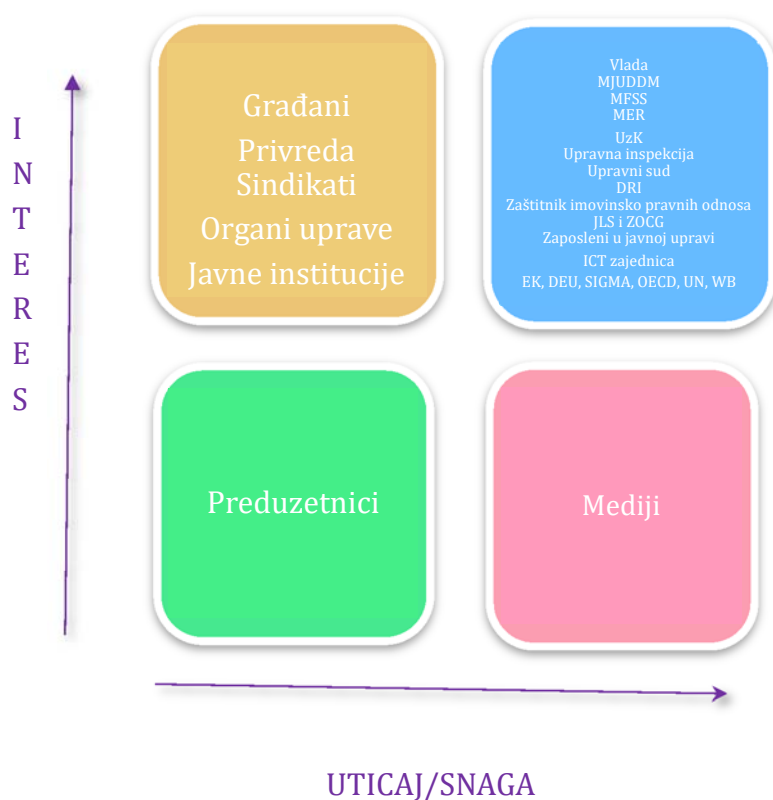 I
N
T
E
R
E
S
Građani
Privreda
Sindikati
Organi uprave
Javne institucije
Vlada
MJUDDM
MFSS
MER
UzK
Upravna inspekcija
Upravni sud
DRI
Zaštitnik imovinsko pravnih odnosa
JLS i ZOCG
Zaposleni u javnoj upravi
ICT zajednica
EK, DEU, SIGMA, OECD, UN, WB
Preduzetnici
Mediji
UTICAJ/SNAGA